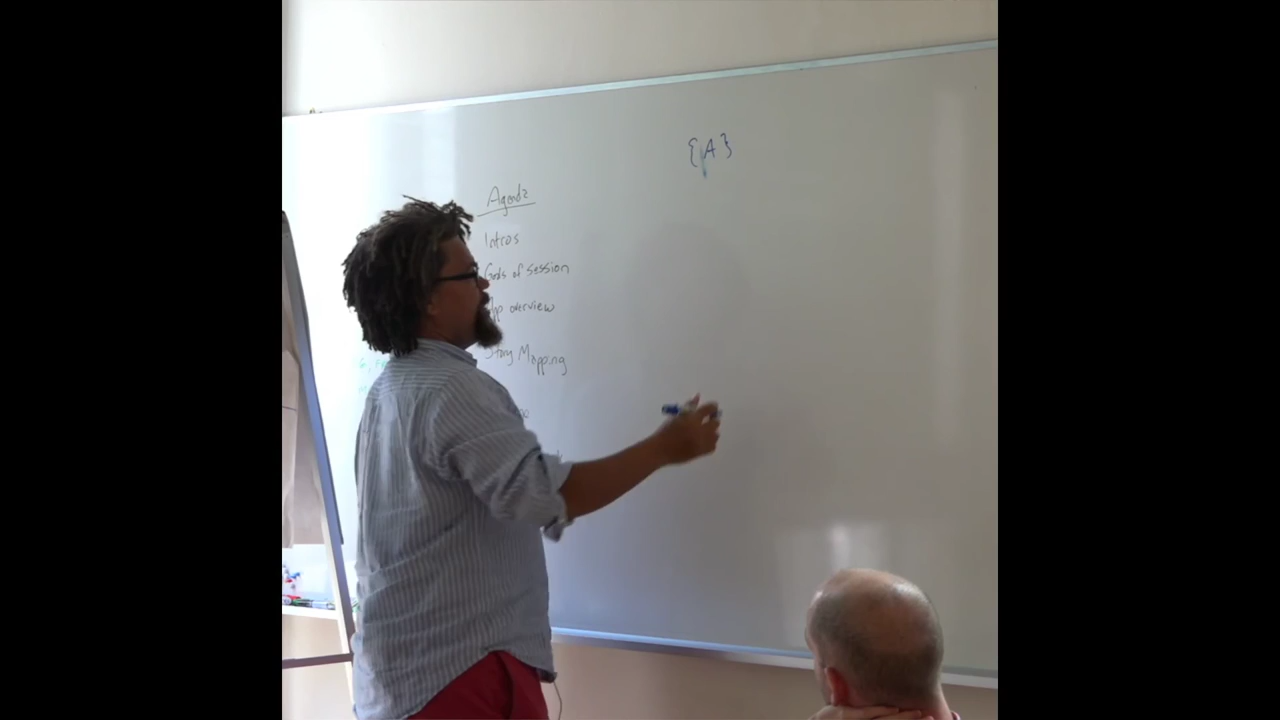 {A}
Agenda
Intros
Goals of session
App overview
Story Mapping